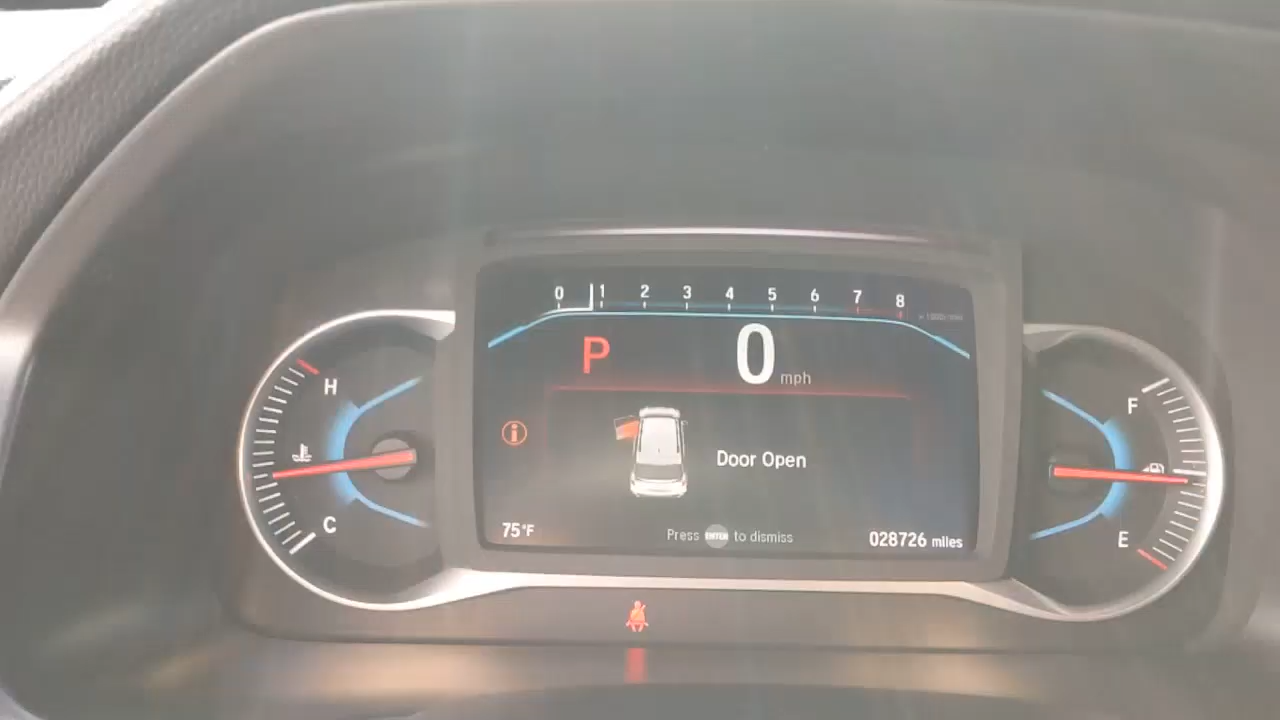 0 1 2 3 4 5 6 7 8
P 0 mph
H
F
Door Open
C
E
75°F
Press ENTER to dismiss
028726 miles